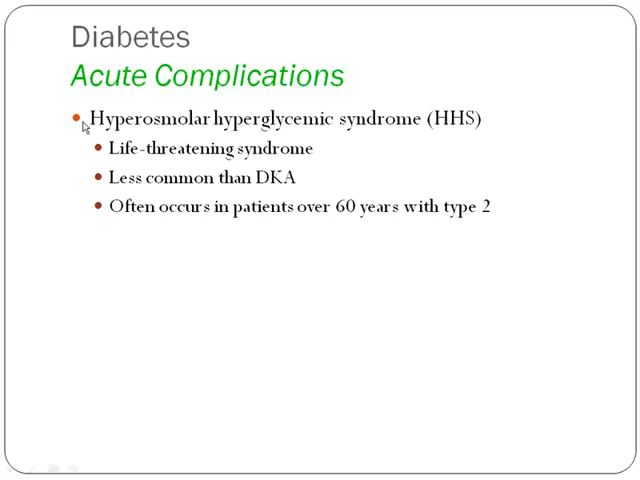 Diabetes
Acute Complications
Hyperosmolar hyperglycemic syndrome (HHS)
Life-threatening syndrome
Less common than DKA
Often occurs in patients over 60 years with type 2